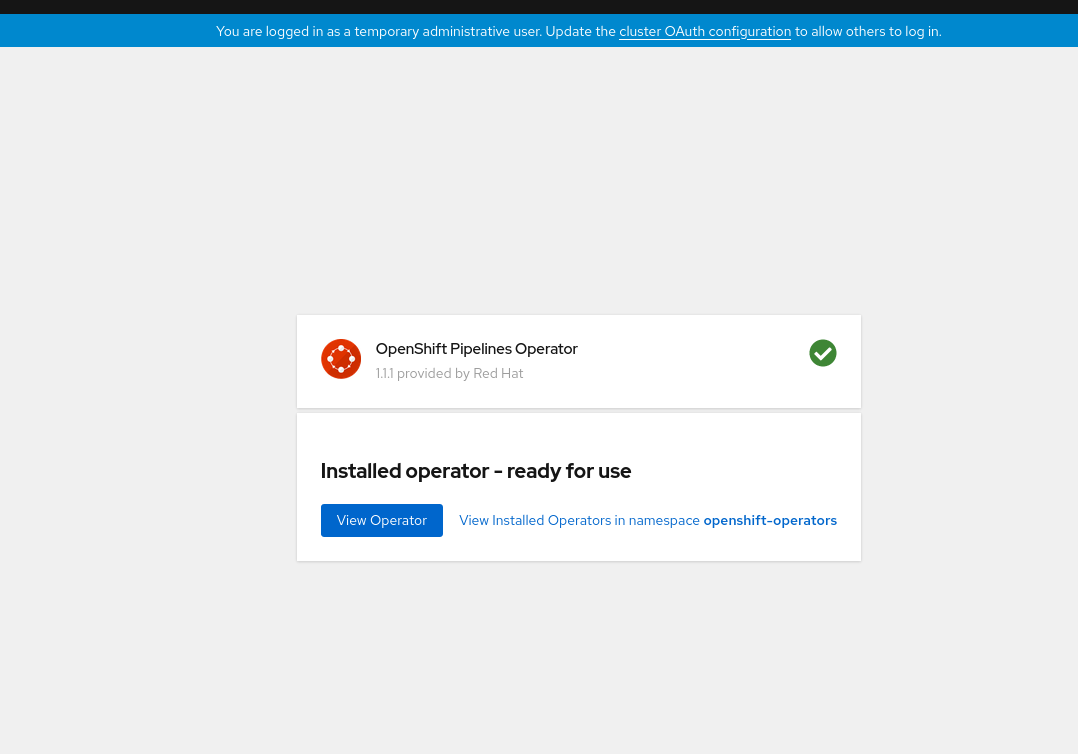 You are logged in as a temporary administrative user. Update the cluster OAuth configuration to allow others to log in.
OpenShift Pipelines Operator
1.1.1 provided by Red Hat
Installed operator - ready for use
View Operator View Installed Operators in namespace openshift-operators